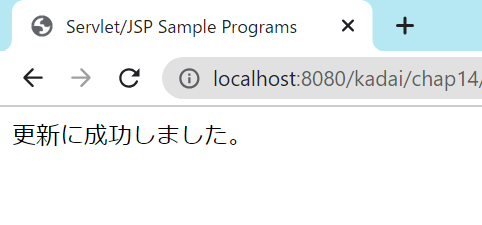 Servlet/JSP Sample Programs
localhost:8080/kadai/chap14/
更新に成功しました。